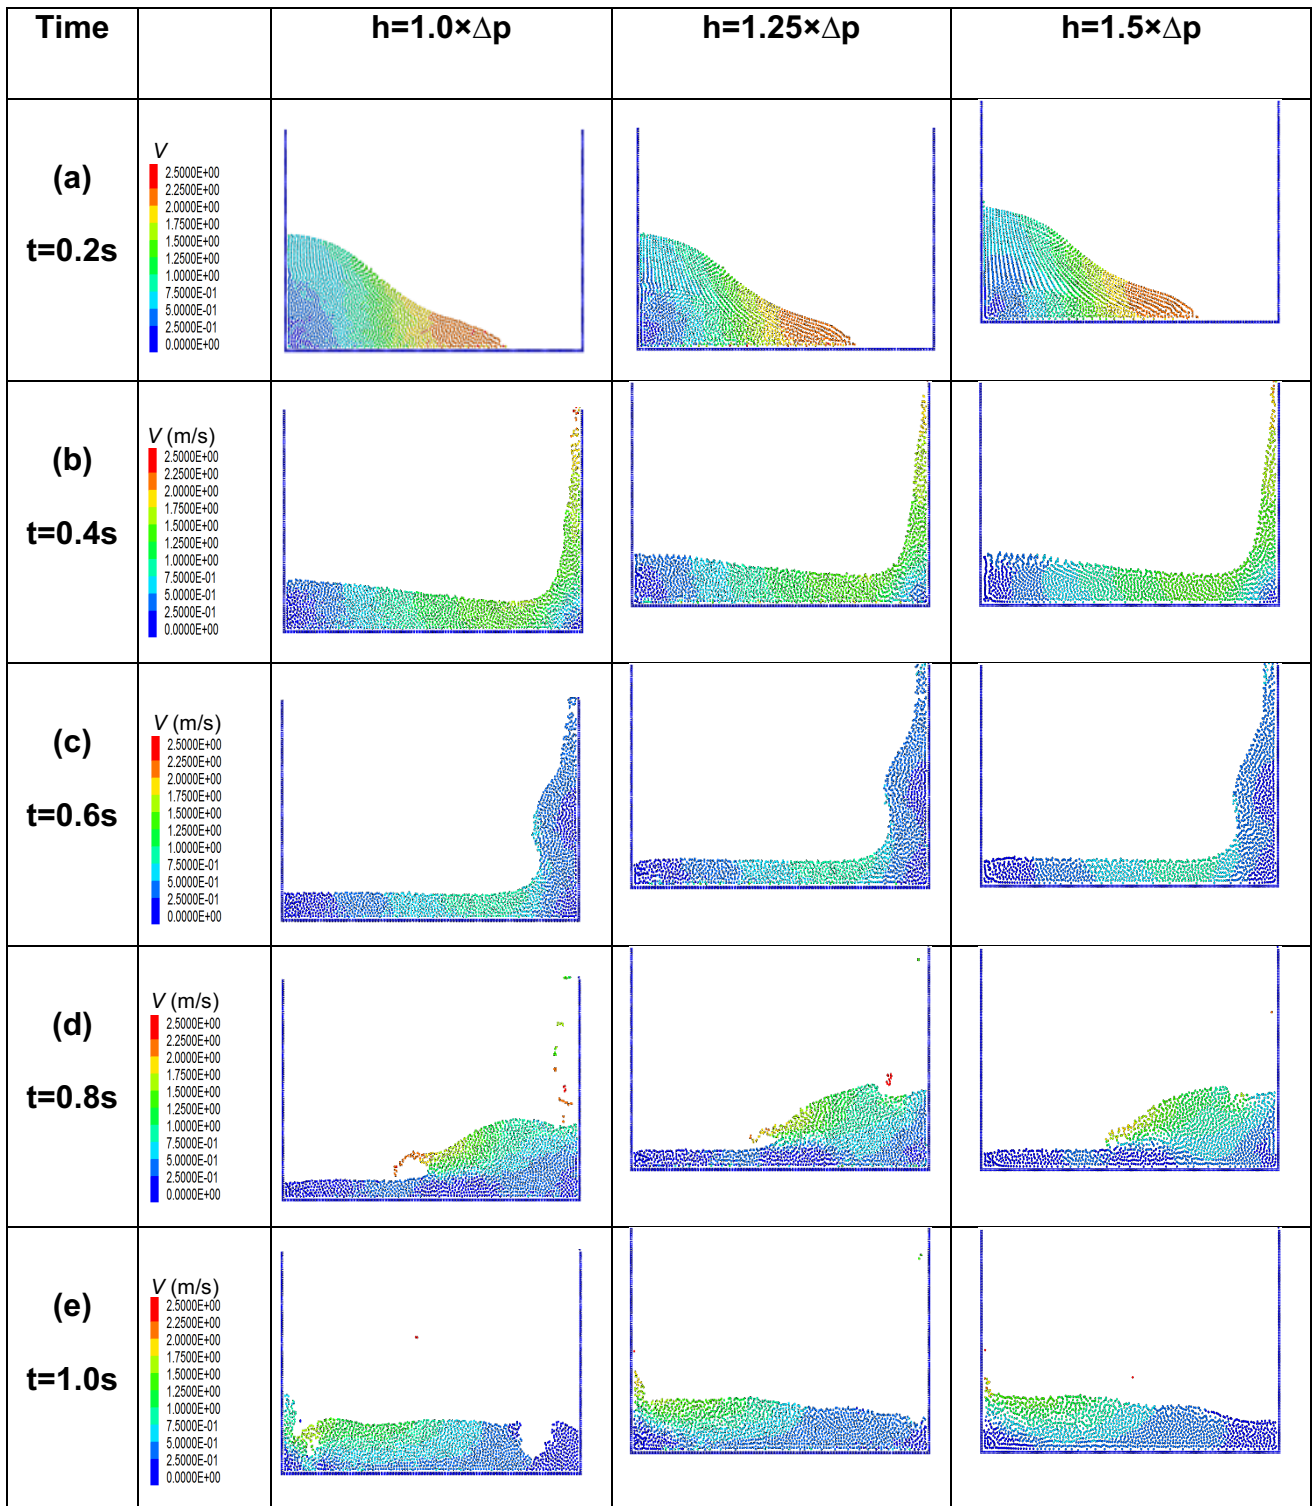 Time
h=1.0×Δp
h=1.25×Δp
h=1.5×Δp
(a)
t=0.2s
V
2.5000E+00
2.2500E+00
2.0000E+00
1.7500E+00
1.5000E+00
1.2500E+00
1.0000E+00
7.5000E-01
5.0000E-01
2.5000E-01
0.0000E+00
(b)
t=0.4s
V (m/s)
2.5000E+00
2.2500E+00
2.0000E+00
1.7500E+00
1.5000E+00
1.2500E+00
1.0000E+00
7.5000E-01
5.0000E-01
2.5000E-01
0.0000E+00
(c)
t=0.6s
V (m/s)
2.5000E+00
2.2500E+00
2.0000E+00
1.7500E+00
1.5000E+00
1.2500E+00
1.0000E+00
7.5000E-01
5.0000E-01
2.5000E-01
0.0000E+00
(d)
t=0.8s
V (m/s)
2.5000E+00
2.2500E+00
2.0000E+00
1.7500E+00
1.5000E+00
1.2500E+00
1.0000E+00
7.5000E-01
5.0000E-01
2.5000E-01
0.0000E+00
(e)
t=1.0s
V (m/s)
2.5000E+00
2.2500E+00
2.0000E+00
1.7500E+00
1.5000E+00
1.2500E+00
1.0000E+00
7.5000E-01
5.0000E-01
2.5000E-01
0.0000E+00